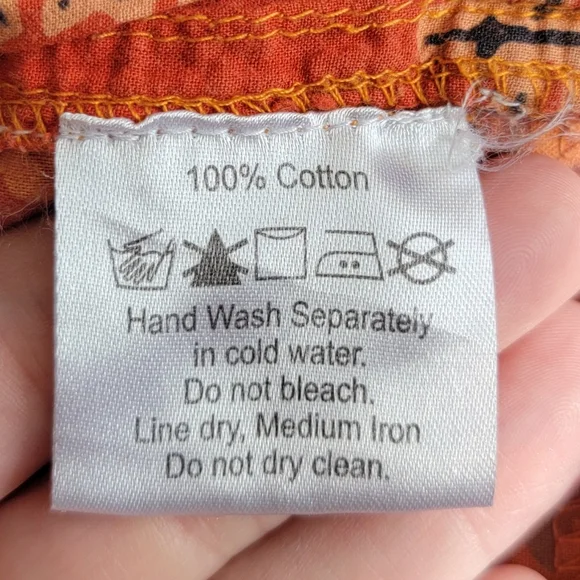 100% Cotton
Hand Wash Separately
in cold water.
Do not bleach.
Line dry, Medium Iron
Do not dry clean.